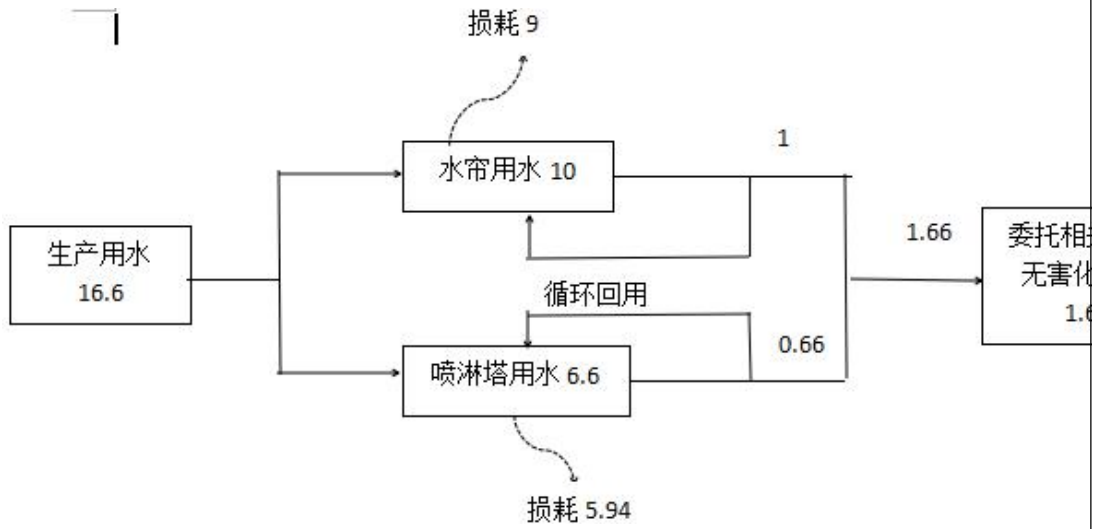 损耗 9
水帘用水 10
1
生产用水
16.6
1.66
委托相
无害化
循环回用
0.66
喷淋塔用水 6.6
损耗 5.94